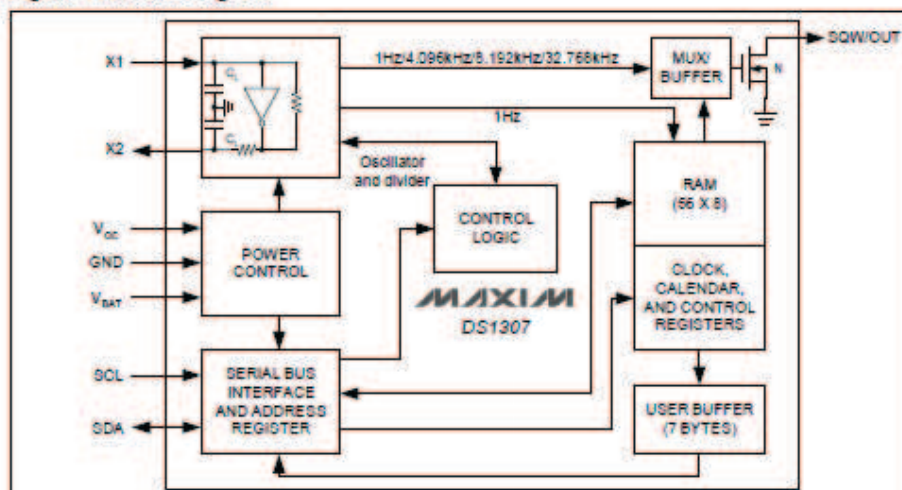 X1
X2
C
C
1Hz/4.096kHz/8.192kHz/32.768kHz
MUX/
BUFFER
N
SQW/OUT
1Hz
Oscillator
and divider
CONTROL
LOGIC
RAM
(56 X 8)
VCC
GND
VBAT
POWER
CONTROL
MAXIM
DS1307
CLOCK,
CALENDAR,
AND CONTROL
REGISTERS
SCL
SDA
SERIAL BUS
INTERFACE
AND ADDRESS
REGISTER
USER BUFFER
(7 BYTES)